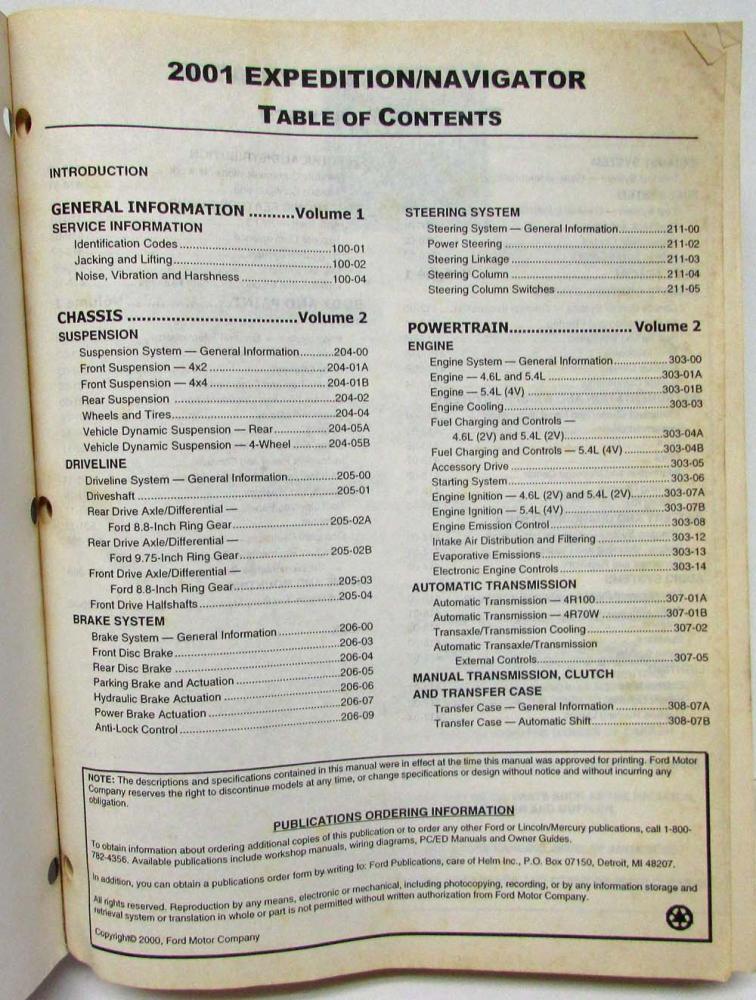 2001 EXPEDITION/NAVIGATOR
TABLE OF CONTENTS
INTRODUCTION
GENERAL INFORMATION ..........Volume 1
SERVICE INFORMATION
Identification Codes ..........100-01
Jacking and Lifting..........100-02
Noise, Vibration and Harshness ..........100-04
CHASSIS ..........Volume 2
SUSPENSION
Suspension System — General Information..........204-00
Front Suspension — 4x2..........204-01A
Front Suspension — 4x4..........204-01B
Rear Suspension ..........204-02
Wheels and Tires..........204-04
Vehicle Dynamic Suspension — Rear..........204-05A
Vehicle Dynamic Suspension — 4-Wheel ..........204-05B
DRIVELINE
Driveline System — General Information..........205-00
Driveshaft ..........205-01
Rear Drive Axle/Differential —
Ford 8.8-Inch Ring Gear..........205-02A
Rear Drive Axle/Differential —
Ford 9.75-Inch Ring Gear..........205-02B
Front Drive Axle/Differential —
Ford 8.8-Inch Ring Gear..........205-03
Front Drive Halfshafts..........205-04
BRAKE SYSTEM
Brake System — General Information ..........206-00
Front Disc Brake..........206-03
Rear Disc Brake ..........206-04
Parking Brake and Actuation ..........206-05
Hydraulic Brake Actuation ..........206-06
Power Brake Actuation ..........206-07
Anti-Lock Control..........206-09
STEERING SYSTEM
Steering System — General Information..........211-00
Power Steering ..........211-02
Steering Linkage ..........211-03
Steering Column ..........211-04
Steering Column Switches ..........211-05
POWERTRAIN.......... Volume 2
ENGINE
Engine System — General Information..........303-00
Engine — 4.6L and 5.4L ..........303-01A
Engine — 5.4L (4V) ..........303-01B
Engine Cooling..........303-03
Fuel Charging and Controls —
4.6L (2V) and 5.4L (2V)..........303-04A
Fuel Charging and Controls — 5.4L (4V) ..........303-04B
Accessory Drive ..........303-05
Starting System..........303-06
Engine Ignition — 4.6L (2V) and 5.4L (2V)..........303-07A
Engine Ignition — 5.4L (4V)..........303-07B
Engine Emission Control..........303-08
Intake Air Distribution and Filtering ..........303-12
Evaporative Emissions..........303-13
Electronic Engine Controls ..........303-14
AUTOMATIC TRANSMISSION
Automatic Transmission — 4R100..........307-01A
Automatic Transmission — 4R70W ..........307-01B
Transaxle/Transmission Cooling..........307-02
Automatic Transaxle/Transmission
External Controls..........307-05
MANUAL TRANSMISSION, CLUTCH
AND TRANSFER CASE
Transfer Case — General Information ..........308-07A
Transfer Case — Automatic Shift..........308-07B
NOTE: The descriptions and specifications contained in this manual were in effect at the time this manual was approved for printing. Ford Motor
Company reserves the right to discontinue models at any time, or change specifications or design without notice and without incurring any
obligation.
PUBLICATIONS ORDERING INFORMATION
To obtain information about ordering additional copies of this publication or to order any other Ford or Lincoln/Mercury publications, call 1-800-
782-4356. Available publications include workshop manuals, wiring diagrams, PC/ED Manuals and Owner Guides.
In addition, you can obtain a publications order form by writing to: Ford Publications, care of Helm Inc., P.O. Box 07150, Detroit, MI 48207.
All rights reserved. Reproduction by any means, electronic or mechanical, including photocopying, recording, or by any information storage and
retrieval system or translation in whole or part is not permitted without written authorization from Ford Motor Company.
Copyright© 2000, Ford Motor Company